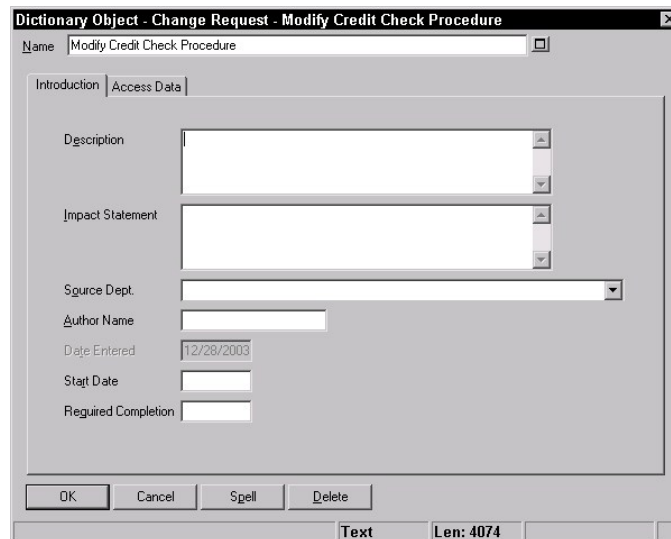 Dictionary Object - Change Request - Modify Credit Check Procedure
Name Modify Credit Check Procedure
Introduction Access Data
Description
Impact Statement
Source Dept.
Author Name
Date Entered 12/28/2003
Start Date
Required Completion
OK Cancel Spell Delete
Text Len: 4074